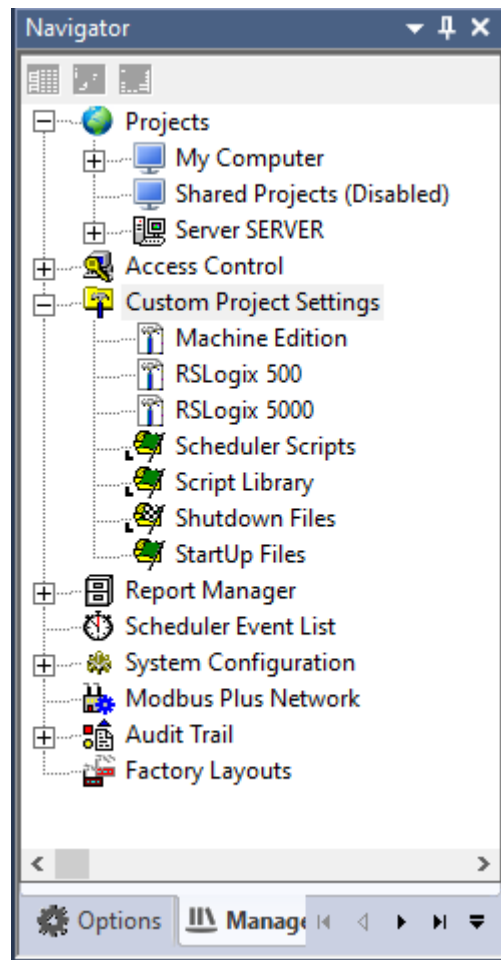 Navigator
Projects
My Computer
Shared Projects (Disabled)
Server SERVER
Access Control
Custom Project Settings
Machine Edition
RSLogix 500
RSLogix 5000
Scheduler Scripts
Script Library
Shutdown Files
StartUp Files
Report Manager
Scheduler Event List
System Configuration
Modbus Plus Network
Audit Trail
Factory Layouts
Options Manage